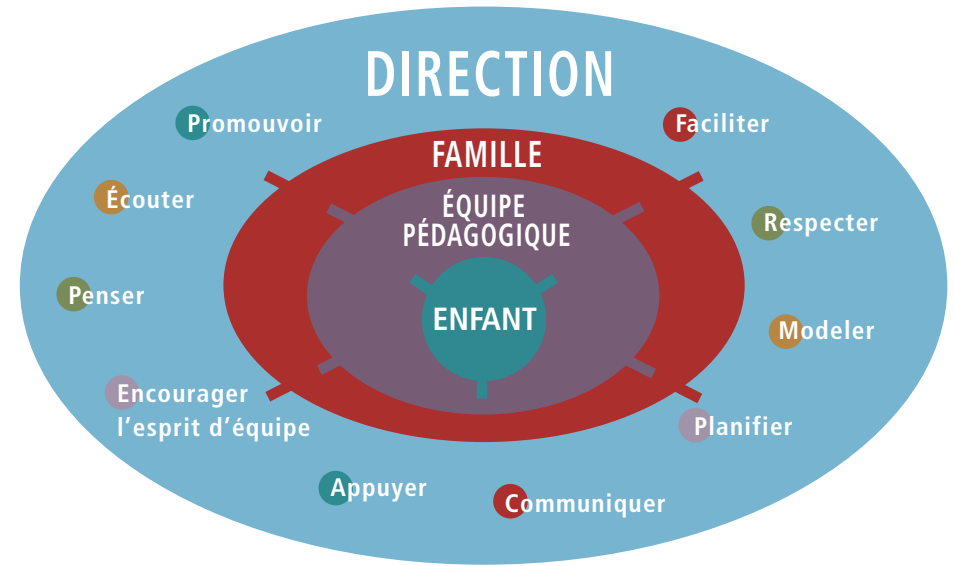 DIRECTION
Promouvoir
Faciliter
FAMILLE
Écouter
ÉQUIPE
PÉDAGOGIQUE
Respecter
Penser
ENFANT
Modeler
Encourager
l’esprit d’équipe
Planifier
Appuyer
Communiquer